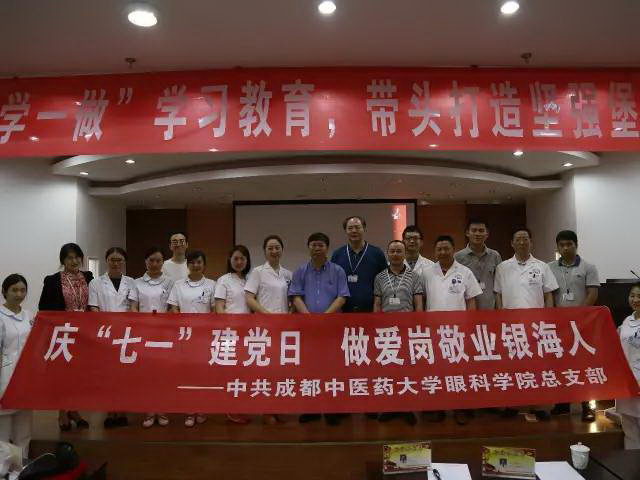 学一做”学习教育，带头打造坚强堡
庆“七一”建党日 做爱岗敬业银海人
——中共成都中医药大学眼科学院总支部